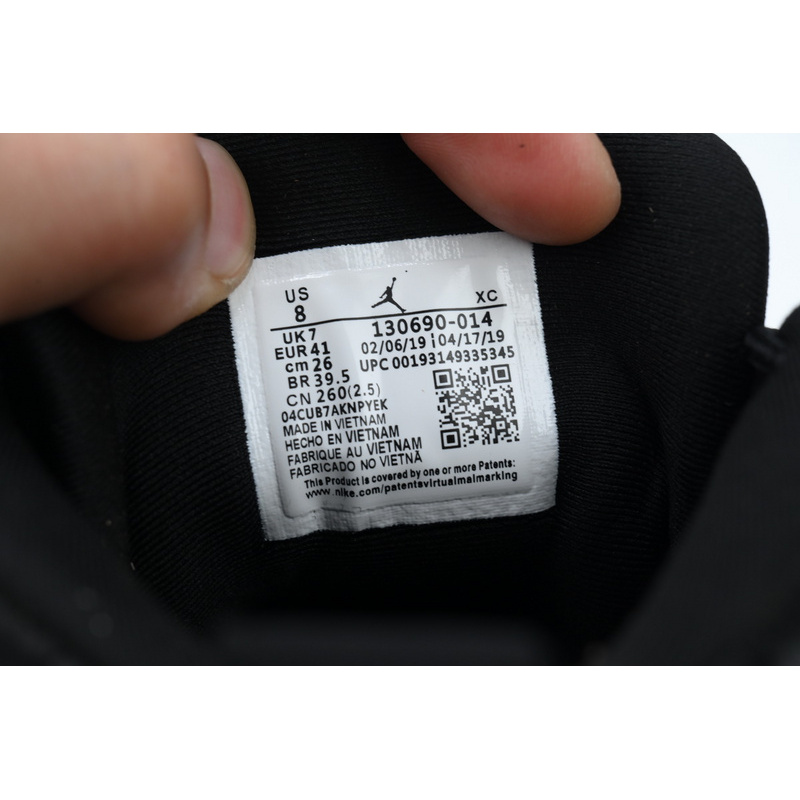 US
8
XC
UK 7
130690-014
EUR 41
02/06/19 | 04/17/19
cm 26
UPC 00193149335345
BR 39.5
CN 260(2.5)
04CUB7AKNPYEK
MADE IN VIETNAM
HECHO EN VIETNAM
FABRIQUE AU VIETNAM
FABRICADO NO VIETNÃ
This Product is covered by one or more Patents:
www.nike.com/patentsvirtualmalmarking